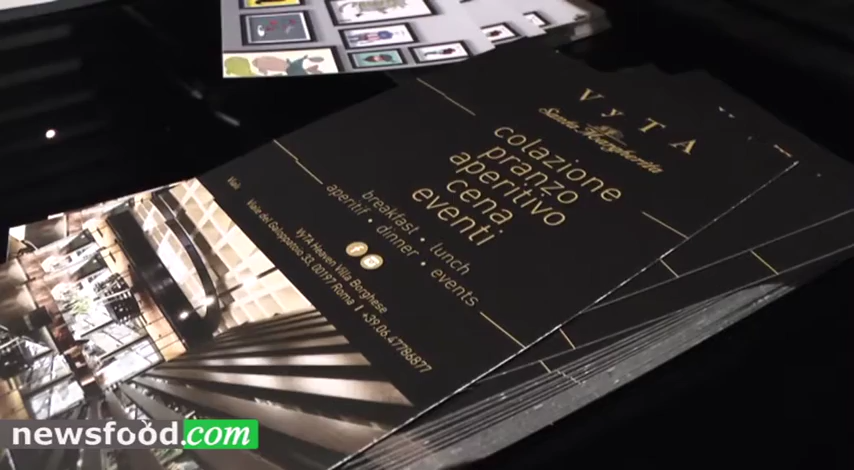 VyTA
Santa Margherita
colazione
pranzo
aperitivo
cena
eventi
breakfast • lunch
aperitif • dinner • events
VyTA Heaven Villa Borghese
Viale del Galoppatoio 33, 00197 Roma | +39.06.47786877
newsfood.com